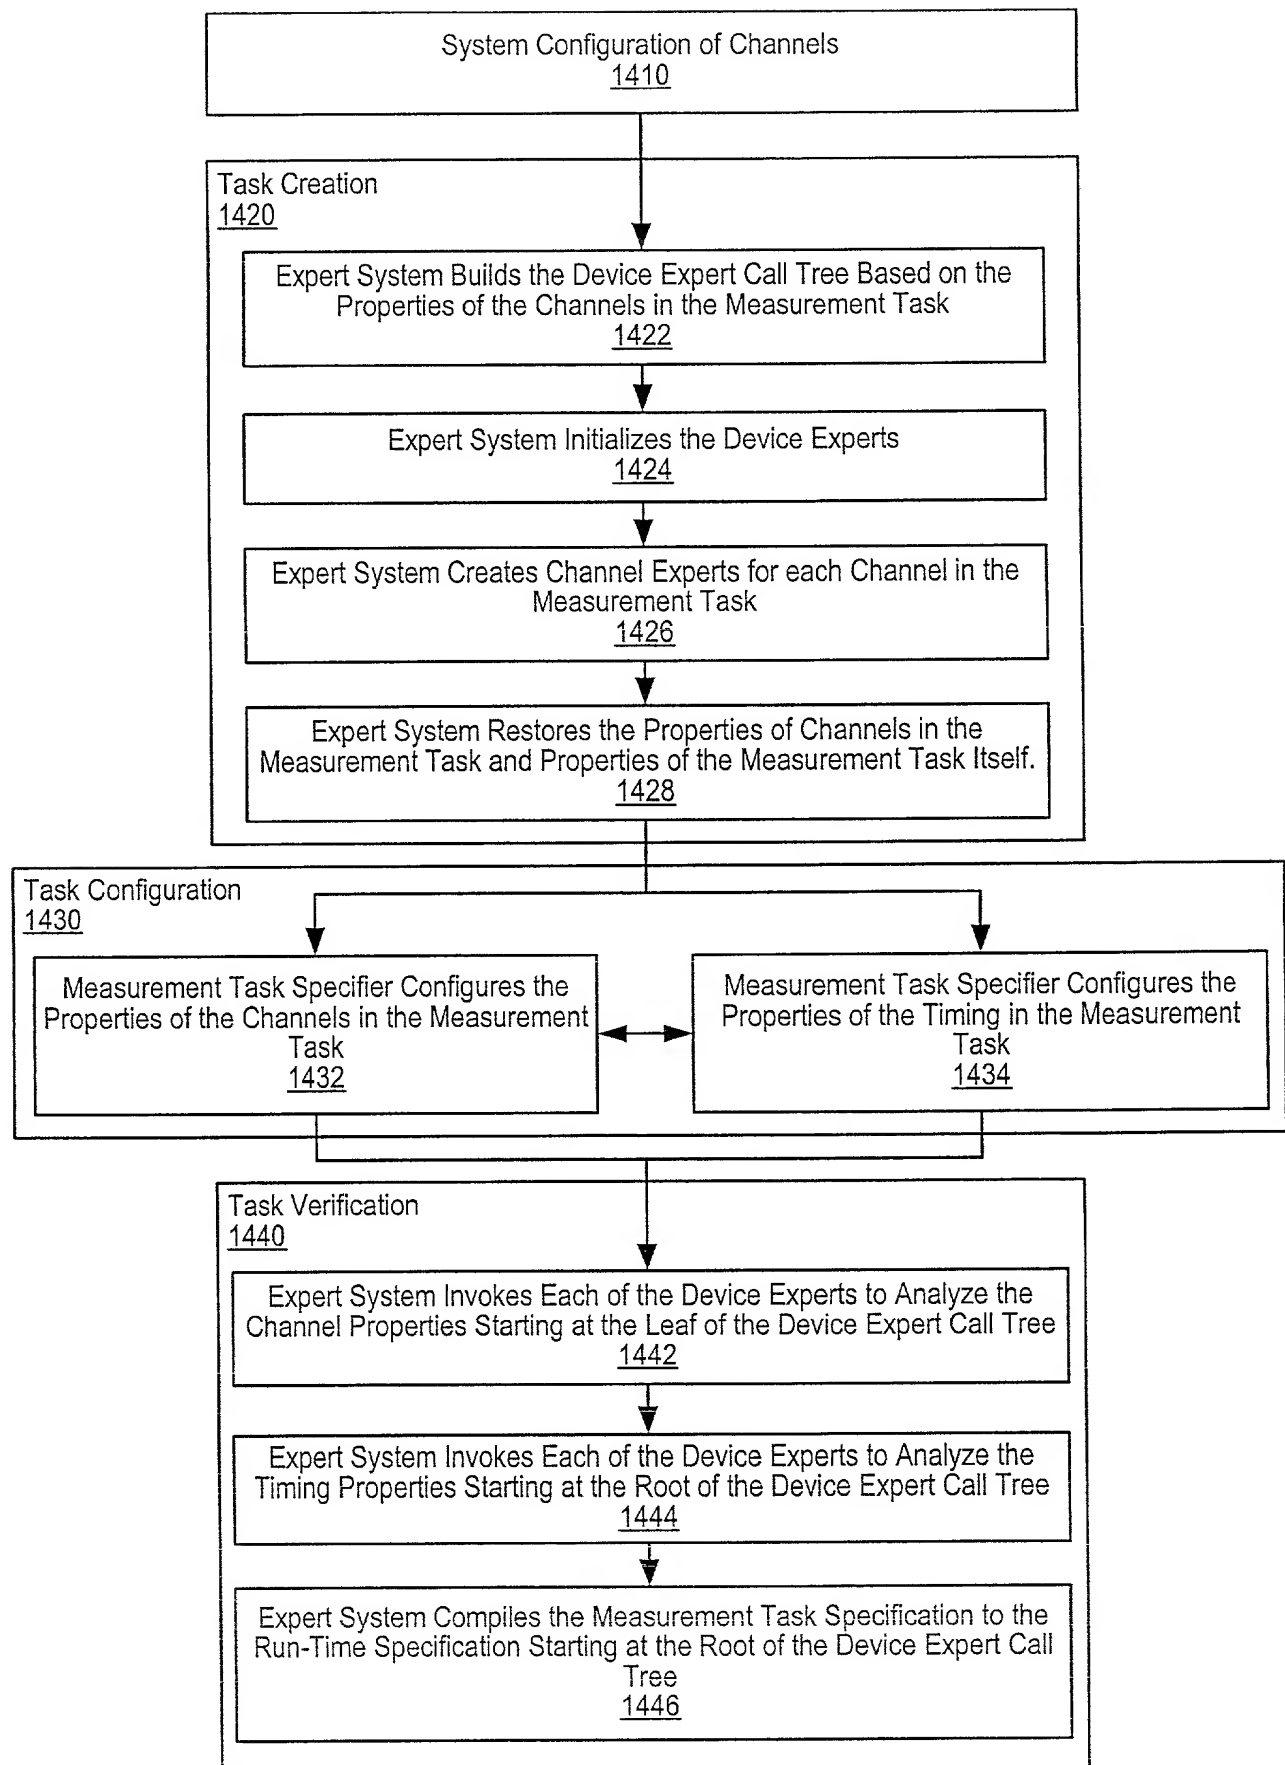 System Configuration of Channels
1410
Task Creation
1420
Expert System Builds the Device Expert Call Tree Based on the
Properties of the Channels in the Measurement Task
1422
Expert System Initializes the Device Experts
1424
Expert System Creates Channel Experts for each Channel in the
Measurement Task
1426
Expert System Restores the Properties of Channels in the
Measurement Task and Properties of the Measurement Task Itself.
1428
Task Configuration
1430
Measurement Task Specifier Configures the
Properties of the Channels in the Measurement
Task
1432
Measurement Task Specifier Configures the
Properties of the Timing in the Measurement
Task
1434
Task Verification
1440
Expert System Invokes Each of the Device Experts to Analyze the
Channel Properties Starting at the Leaf of the Device Expert Call Tree
1442
Expert System Invokes Each of the Device Experts to Analyze the
Timing Properties Starting at the Root of the Device Expert Call Tree
1444
Expert System Compiles the Measurement Task Specification to the
Run-Time Specification Starting at the Root of the Device Expert Call
Tree
1446